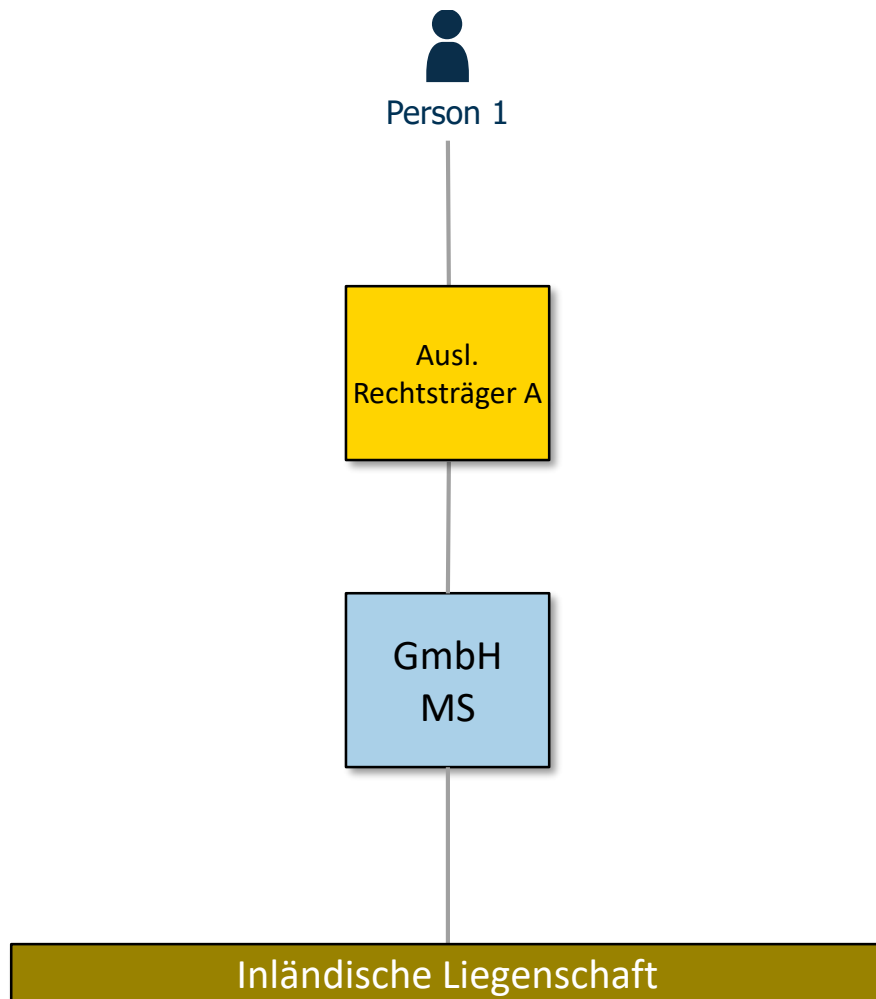 Person 1
Ausl.
Rechtsträger A
GmbH
MS
Inländische Liegenschaft